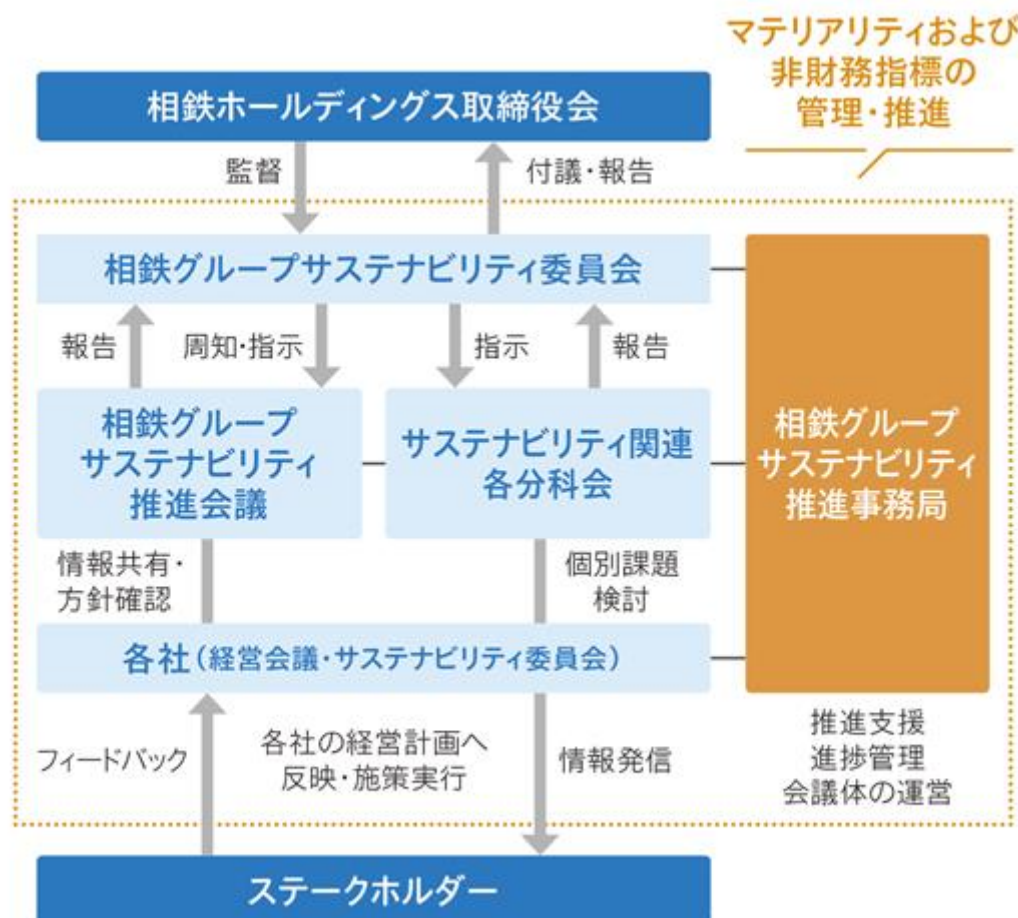 マテリアリティおよび
非財務指標の
管理・推進
相鉄ホールディングス取締役会
監督
付議・報告
相鉄グループサステナビリティ委員会
報告
周知・指示
指示
報告
相鉄グループ
サステナビリティ
推進会議
サステナビリティ関連
各分科会
相鉄グループ
サステナビリティ
推進事務局
情報共有・
方針確認
個別課題
検討
各社（経営会議・サステナビリティ委員会）
フィードバック
各社の経営計画へ
反映・施策実行
情報発信
推進支援
進捗管理
会議体の運営
ステークホルダー